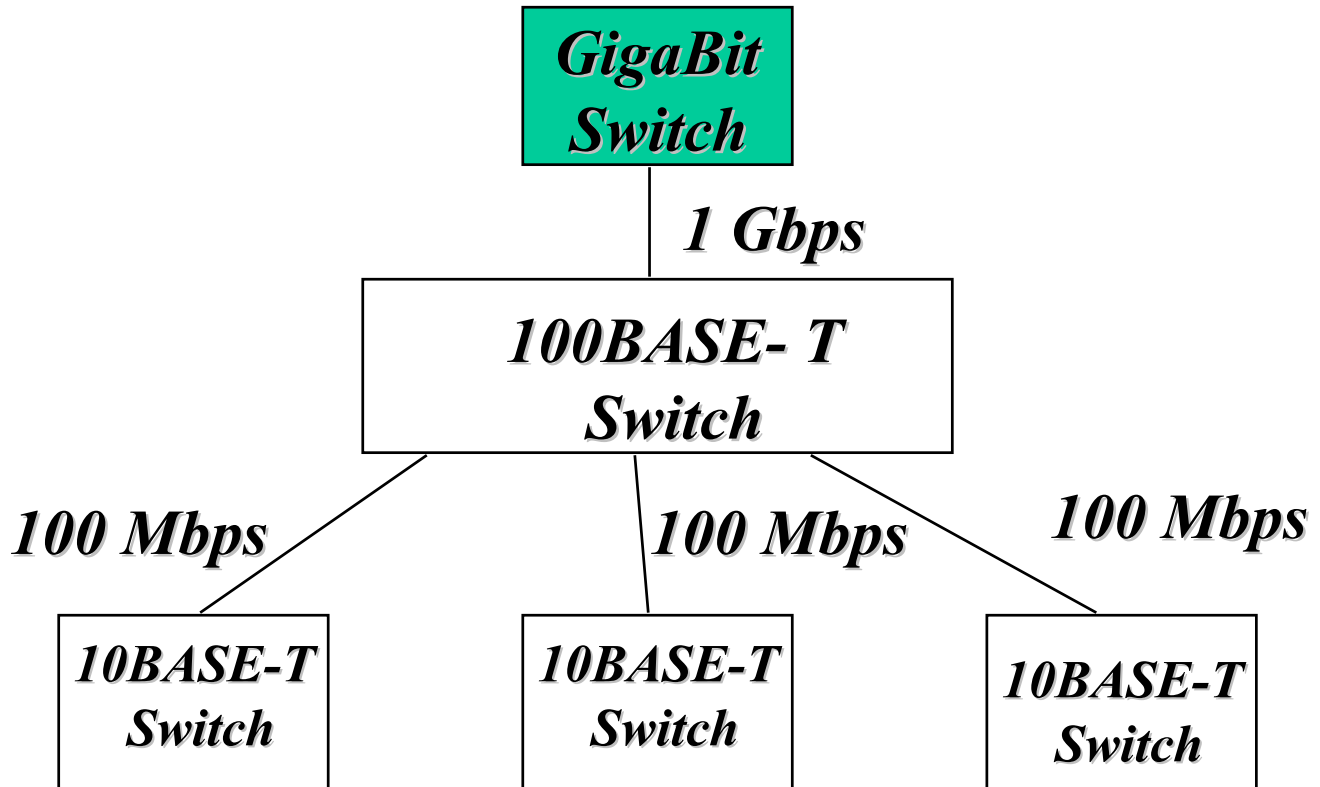 GigaBit
Switch
1 Gbps
100BASE- T
Switch
100 Mbps
100 Mbps
100 Mbps
10BASE-T
Switch
10BASE-T
Switch
10BASE-T
Switch